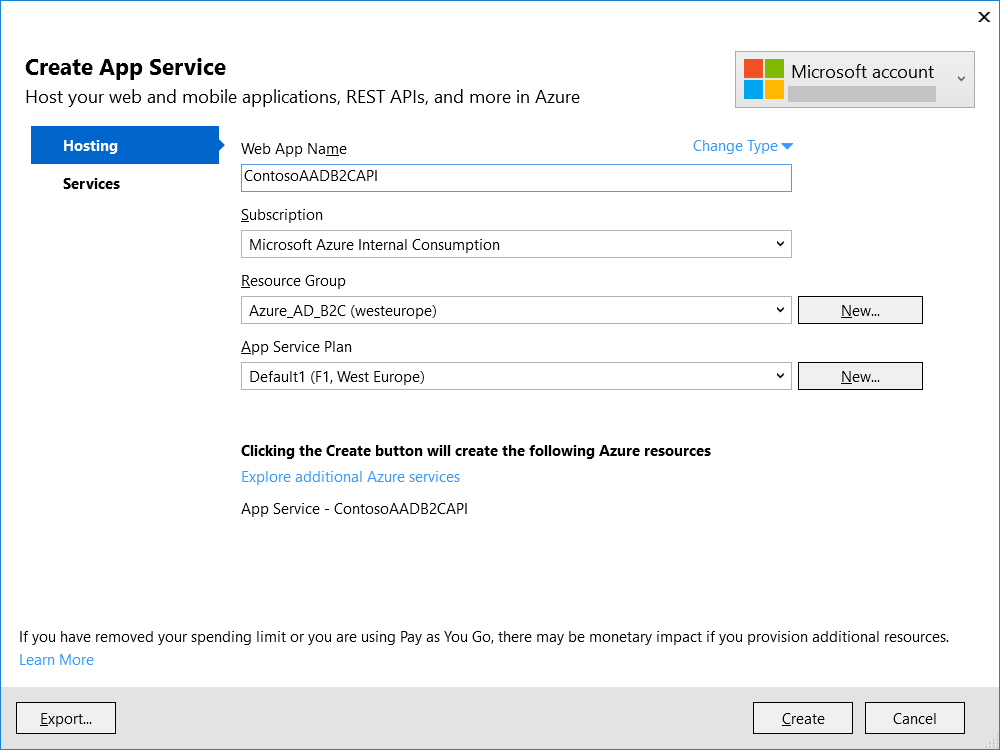 Create App Service
Host your web and mobile applications, REST APIs, and more in Azure
Microsoft account
Hosting
Services
Web App Name
Change Type
ContosoAADB2CAPI
Subscription
Microsoft Azure Internal Consumption
Resource Group
Azure_AD_B2C (westeurope)
New...
App Service Plan
Default1 (F1, West Europe)
New...
Clicking the Create button will create the following Azure resources
Explore additional Azure services
App Service - ContosoAADB2CAPI
If you have removed your spending limit or you are using Pay as You Go, there may be monetary impact if you provision additional resources.
Learn More
Export...
Create
Cancel